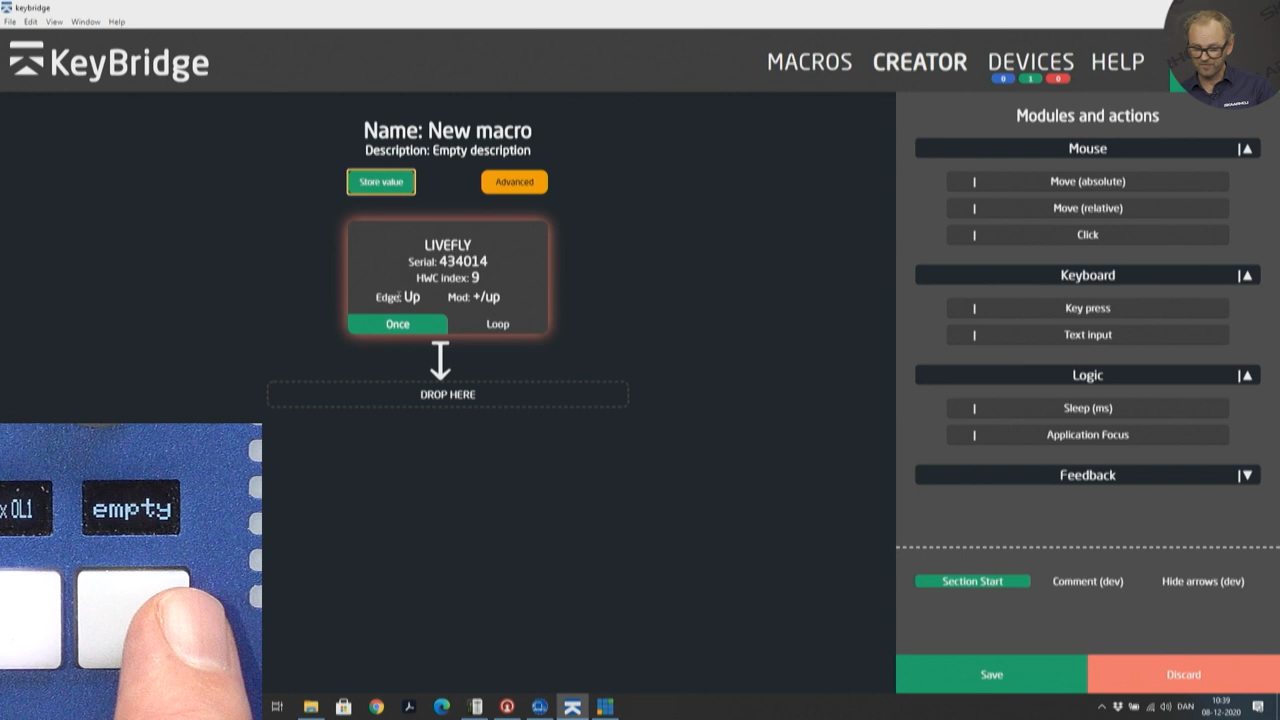 keybridge
File Edit View Window Help
KeyBridge
MACROS CREATOR DEVICES HELP
0 1 0
Name: New macro
Description: Empty description
Store value Advanced
LIVEFLY
Serial: 434014
HWC index: 9
Edge: Up Mod: +/up
Once Loop
DROP HERE
Modules and actions
Mouse
Move (absolute)
Move (relative)
Click
Keyboard
Key press
Text input
Logic
Sleep (ms)
Application Focus
Feedback
Section Start Comment (dev) Hide arrows (dev)
Save Discard
x OL1 empty
DAN
10:39
08-12-2020